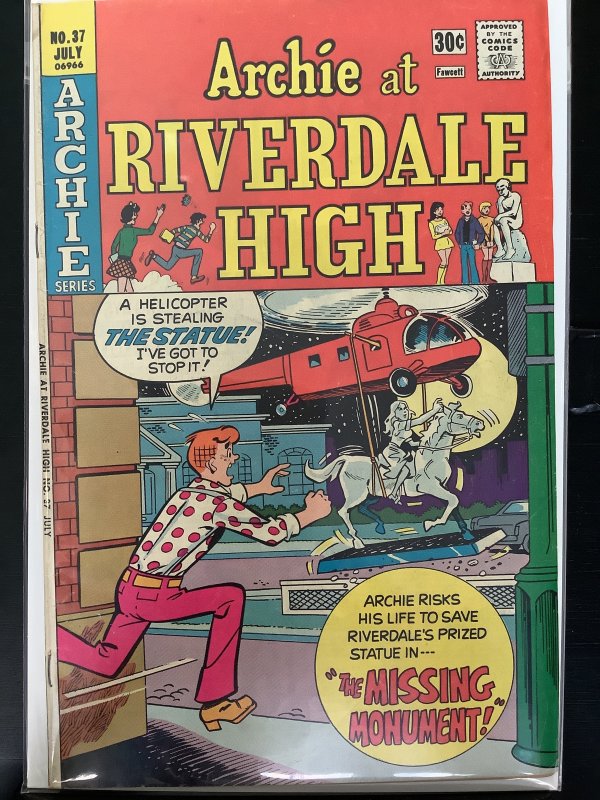 NO. 37
JULY
06966
ARCHIE
SERIES
Archie at
RIVERDALE
HIGH
30¢
Fawcett
APPROVED
BY THE
COMICS
CODE
CA
AUTHORITY
A HELICOPTER
IS STEALING
THE STATUE!
I'VE GOT TO
STOP IT!
ARCHIE AT RIVERDALE HIGH NO. 37 JULY
ARCHIE RISKS
HIS LIFE TO SAVE
RIVERDALE'S PRIZED
STATUE IN---
"THE MISSING
MONUMENT!"